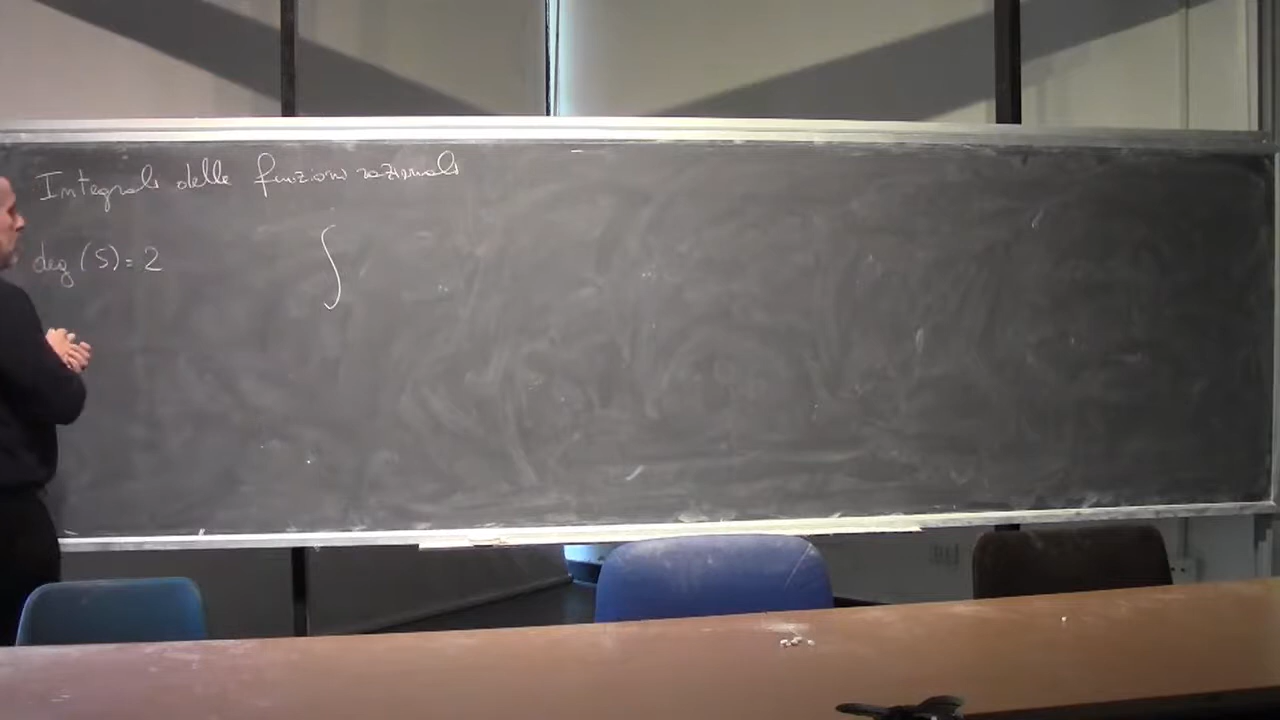 Integrali delle funzioni razionali
deg (S) = 2
∫